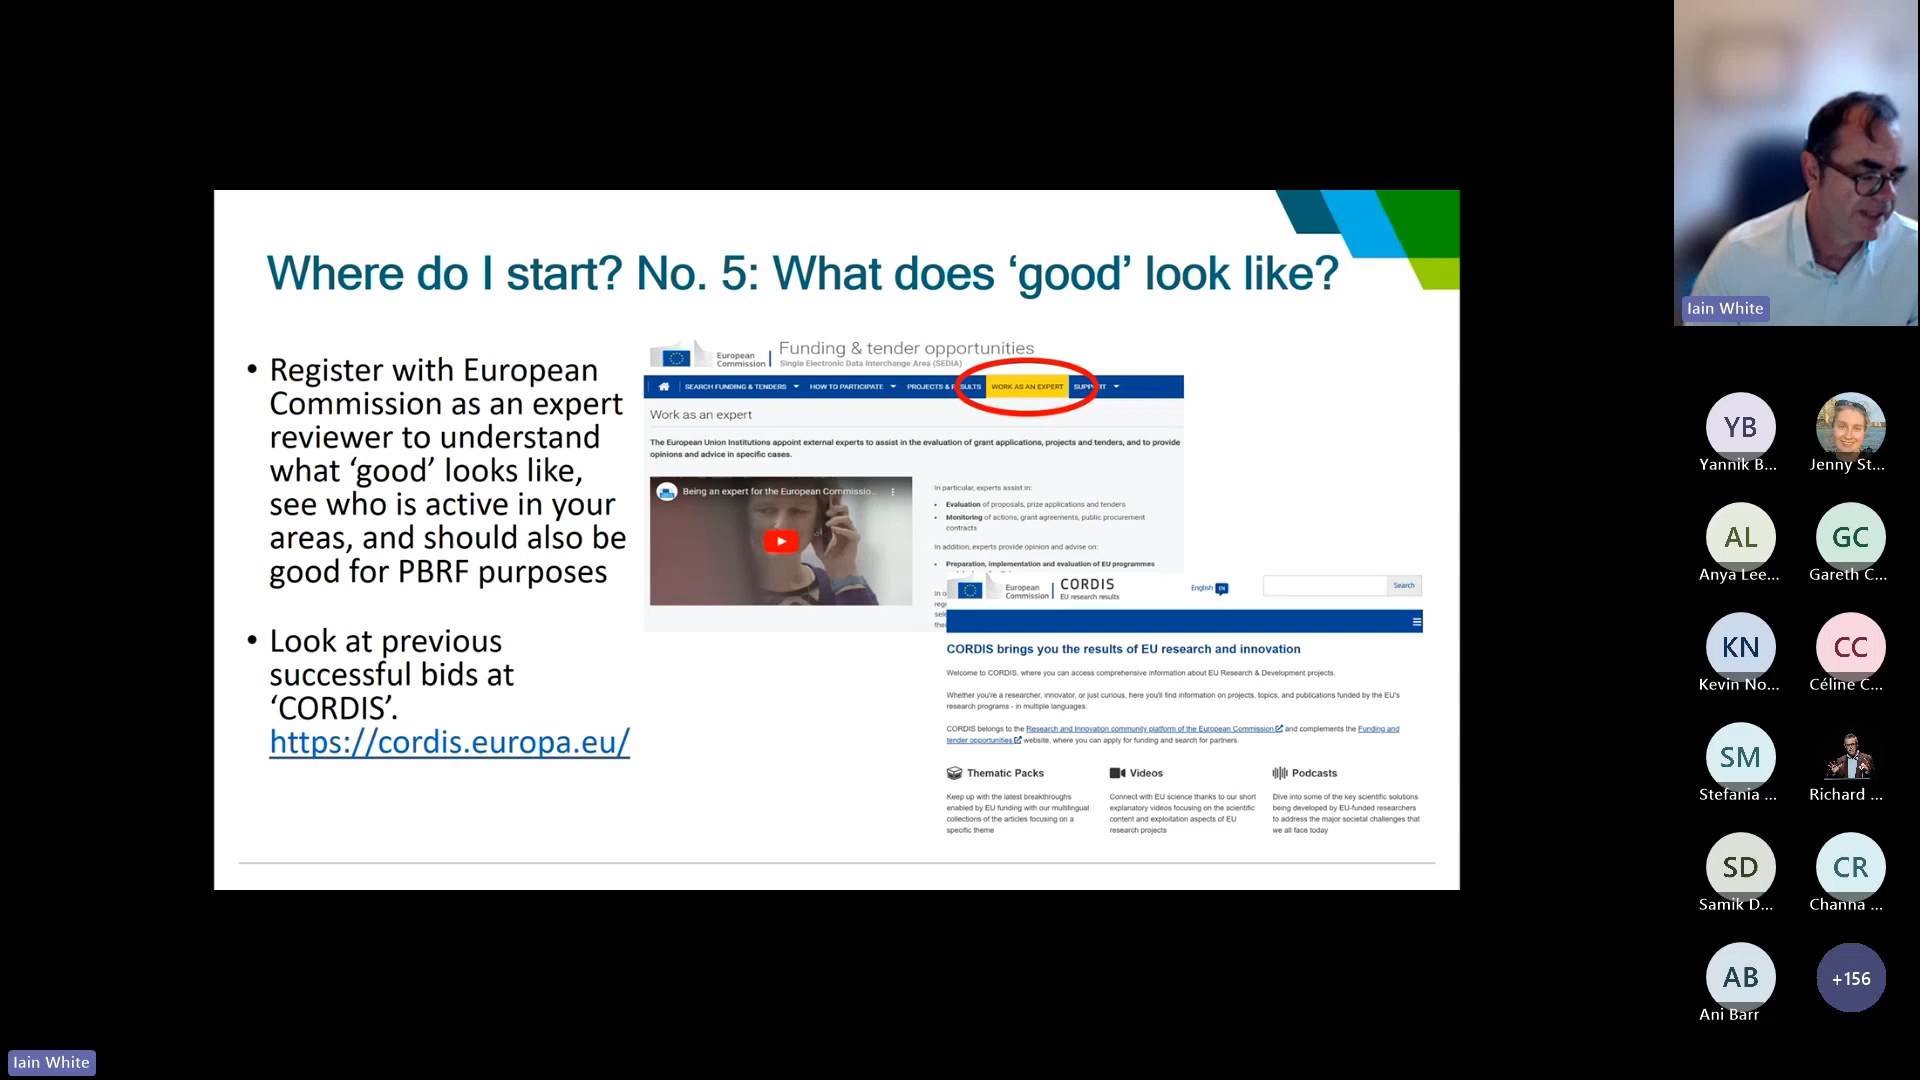 Where do I start? No. 5: What does ‘good’ look like?
• Register with European
Commission as an expert
reviewer to understand
what ‘good’ looks like,
see who is active in your
areas, and should also be
good for PBRF purposes
• Look at previous
successful bids at
‘CORDIS’.
https://cordis.europa.eu/
European
Commission
Funding & tender opportunities
Single Electronic Data Interchange Area (SEDIA)
SEARCH FUNDING & TENDERS HOW TO PARTICIPATE PROJECTS & RESULTS WORK AS AN EXPERT SUPPORT
Work as an expert
The European Union Institutions appoint external experts to assist in the evaluation of grant applications, projects and tenders, and to provide
opinions and advice in specific cases.
Being an expert for the European Commissio...
In particular, experts assist in:
• Evaluation of proposals, prize applications and tenders
• Monitoring of actions, grant agreements, public procurement
contracts
In addition, experts provide opinion and advise on:
• Preparation, implementation and evaluation of EU programmes
European
Commission
CORDIS
EU research results
English EN
Search
CORDIS brings you the results of EU research and innovation
Welcome to CORDIS, where you can access comprehensive information about EU Research & Development projects.
Whether you're a researcher, innovator, or just curious, here you'll find information on projects, topics, and publications funded by the EU's
research programs - in multiple languages.
CORDIS belongs to the Research and Innovation community platform of the European Commission and complements the Funding and
tender opportunities website, where you can apply for funding and search for partners.
Thematic Packs
Keep up with the latest breakthroughs
enabled by EU funding with our multilingual
collections of the articles focusing on a
specific theme
Videos
Connect with EU science thanks to our short
explanatory videos focusing on the scientific
content and exploitation aspects of EU
research projects
Podcasts
Dive into some of the key scientific solutions
being developed by EU-funded researchers
to address the major societal challenges that
we all face today
Iain White
YB
Yannik B...
Jenny St...
AL
Anya Lee...
GC
Gareth C...
KN
Kevin No...
CC
Céline C...
SM
Stefania ...
Richard ...
SD
Samik D...
CR
Channa ...
AB
Ani Barr
+156
Iain White